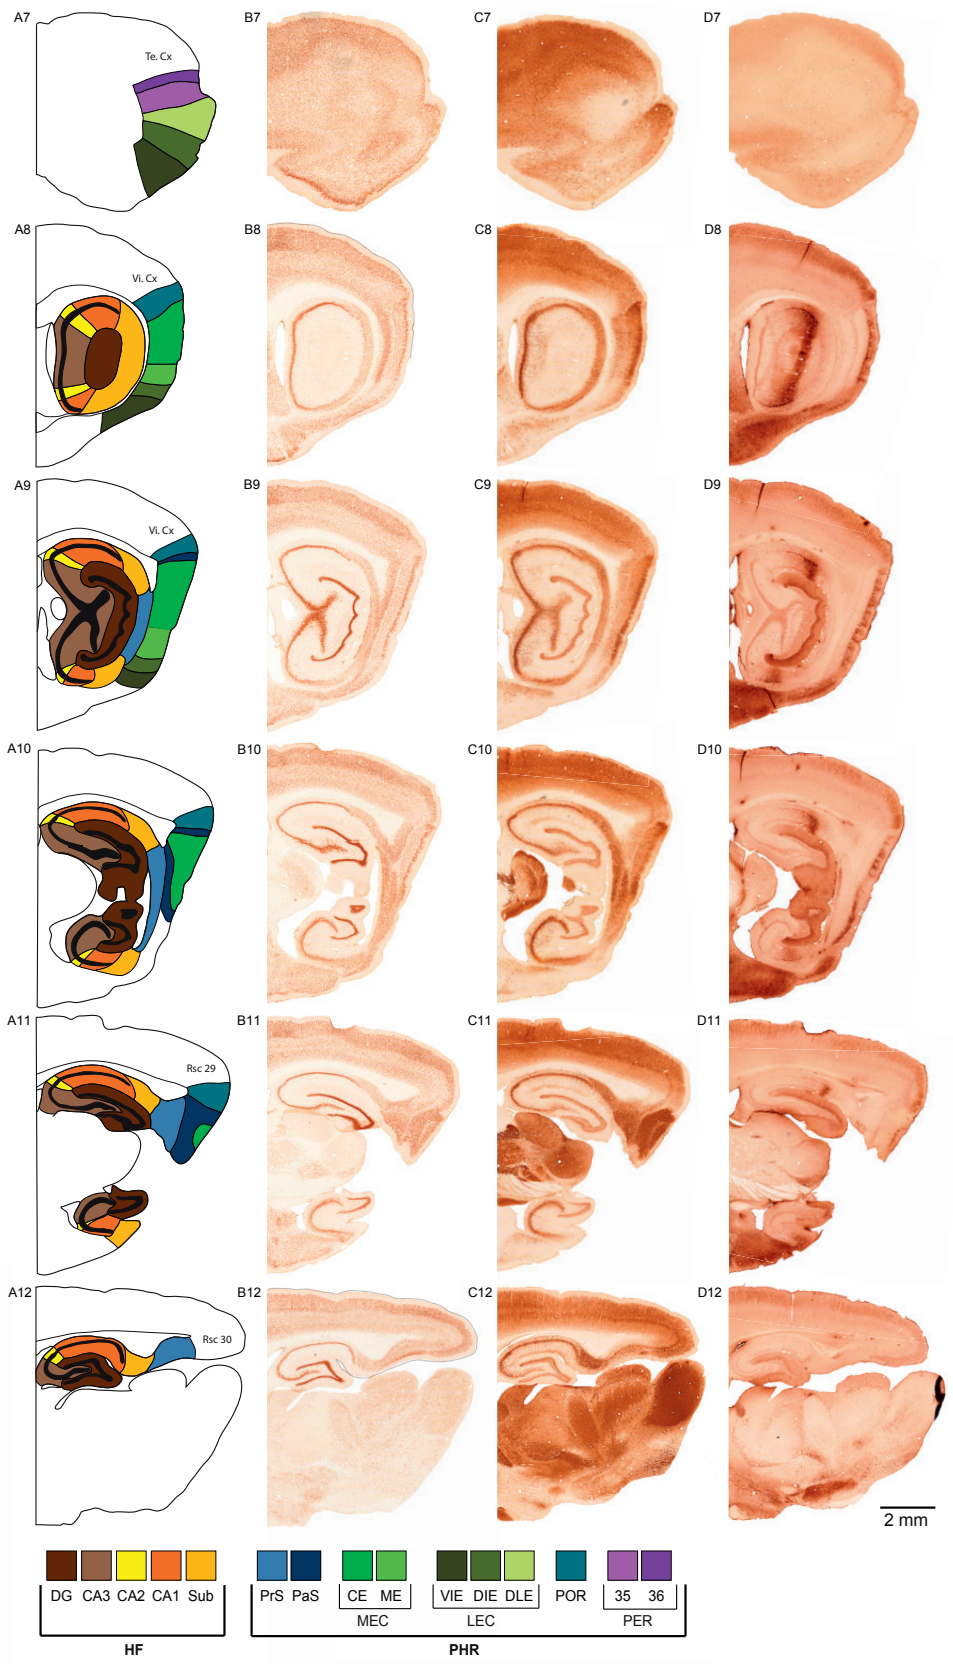 A7 B7 C7 D7
Te. Cx
A8 B8 C8 D8
Vi. Cx
A9 B9 C9 D9
Vi. Cx
A10 B10 C10 D10
A11 B11 C11 D11
Rsc 29
A12 B12 C12 D12
Rsc 30
2 mm
DG CA3 CA2 CA1 Sub PrS PaS CE ME VIE DIE DLE POR 35 36
MEC LEC PER
HF PHR